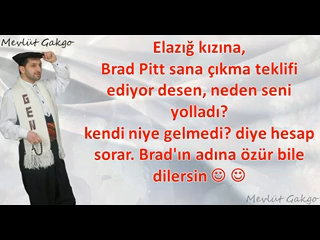 Mevlüt Gakgo
Elazığ kızına,
Brad Pitt sana çıkma teklifi
ediyor desen, neden seni
yolladı?
kendi niye gelmedi? diye hesap
sorar. Brad'ın adına özür bile
dilersin ☺ ☺
Mevlüt Gakgo